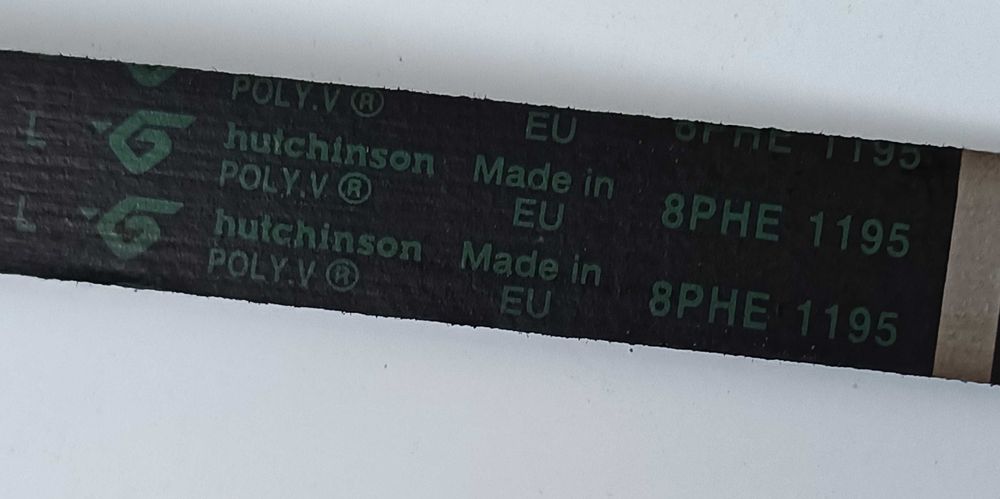 POLY.V ®
EU
8PHE 1195
hutchinson
Made in
POLY.V ®
EU
8PHE 1195
hutchinson
Made in
POLY.V ®
EU
8PHE 1195